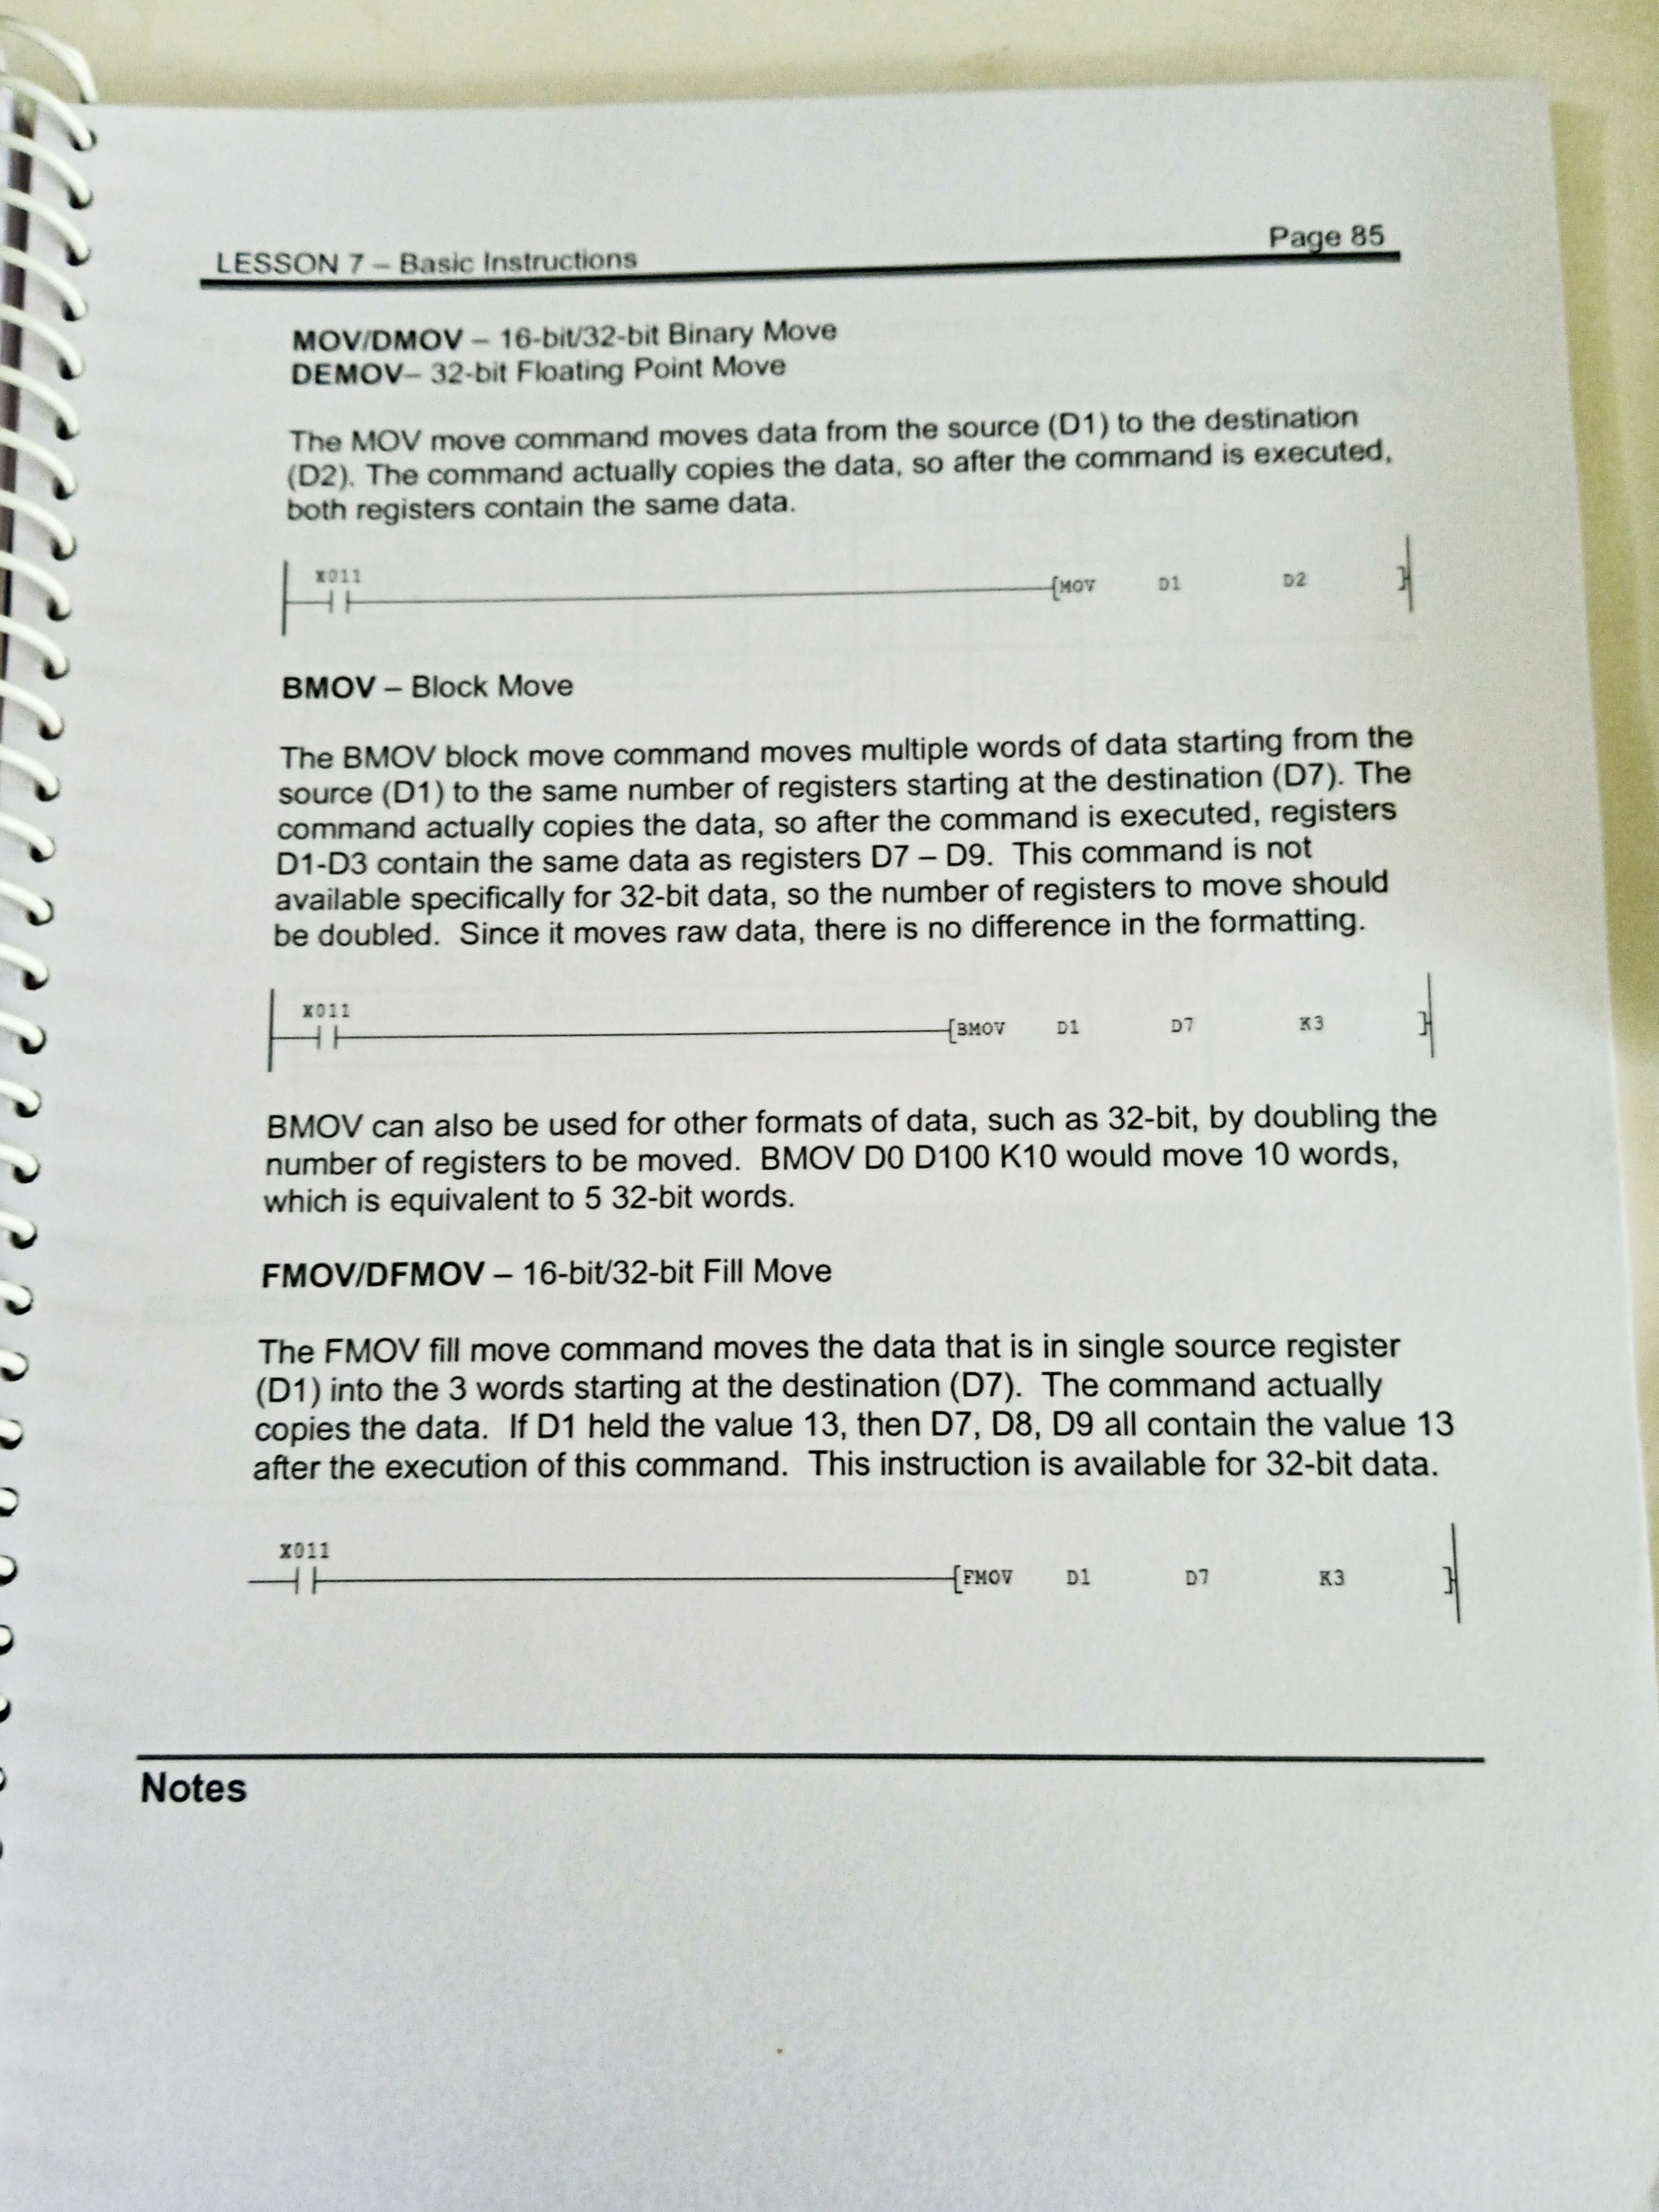 Page 85
LESSON 7 – Basic Instructions
MOV/DMOV – 16-bit/32-bit Binary Move
DEMOV– 32-bit Floating Point Move
The MOV move command moves data from the source (D1) to the destination
(D2). The command actually copies the data, so after the command is executed,
both registers contain the same data.
X011
[MOV D1 D2 ]
BMOV – Block Move
The BMOV block move command moves multiple words of data starting from the
source (D1) to the same number of registers starting at the destination (D7). The
command actually copies the data, so after the command is executed, registers
D1-D3 contain the same data as registers D7 – D9. This command is not
available specifically for 32-bit data, so the number of registers to move should
be doubled. Since it moves raw data, there is no difference in the formatting.
X011
[BMOV D1 D7 K3 ]
BMOV can also be used for other formats of data, such as 32-bit, by doubling the
number of registers to be moved. BMOV D0 D100 K10 would move 10 words,
which is equivalent to 5 32-bit words.
FMOV/DFMOV – 16-bit/32-bit Fill Move
The FMOV fill move command moves the data that is in single source register
(D1) into the 3 words starting at the destination (D7). The command actually
copies the data. If D1 held the value 13, then D7, D8, D9 all contain the value 13
after the execution of this command. This instruction is available for 32-bit data.
X011
[FMOV D1 D7 K3 ]
Notes